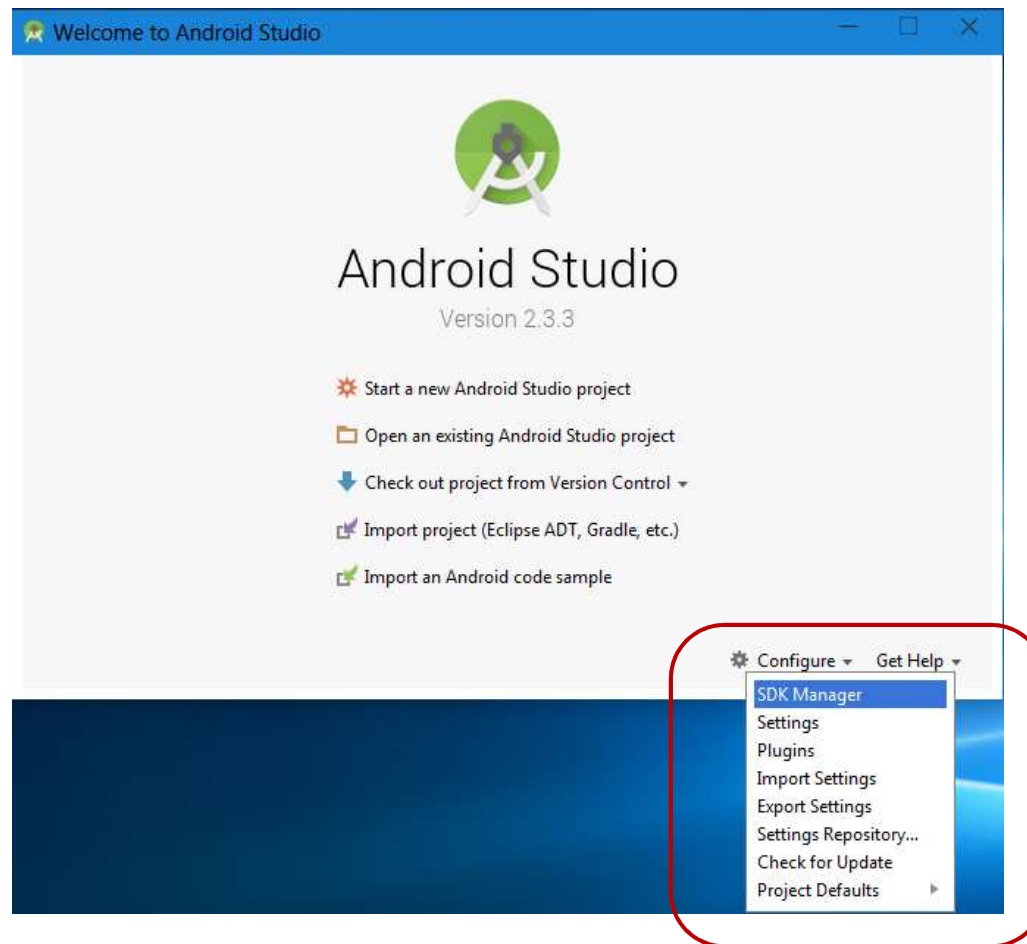 Welcome to Android Studio
Android Studio
Version 2.3.3
Start a new Android Studio project
Open an existing Android Studio project
Check out project from Version Control
Import project (Eclipse ADT, Gradle, etc.)
Import an Android code sample
Configure Get Help
SDK Manager
Settings
Plugins
Import Settings
Export Settings
Settings Repository...
Check for Update
Project Defaults